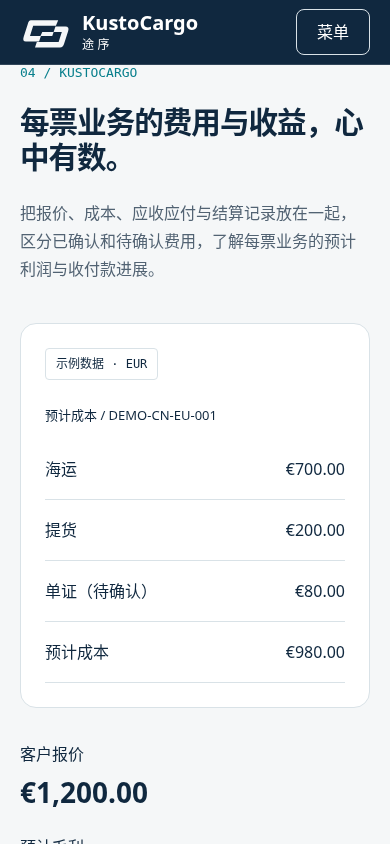 KustoCargo
途序
菜单
04 / KUSTOCARGO
每票业务的费用与收益，心
中有数。
把报价、成本、应收应付与结算记录放在一起，
区分已确认和待确认费用，了解每票业务的预计
利润与收付款进展。
示例数据 · EUR
预计成本 / DEMO-CN-EU-001
海运 €700.00
提货 €200.00
单证（待确认） €80.00
预计成本 €980.00
客户报价
€1,200.00
预计毛利